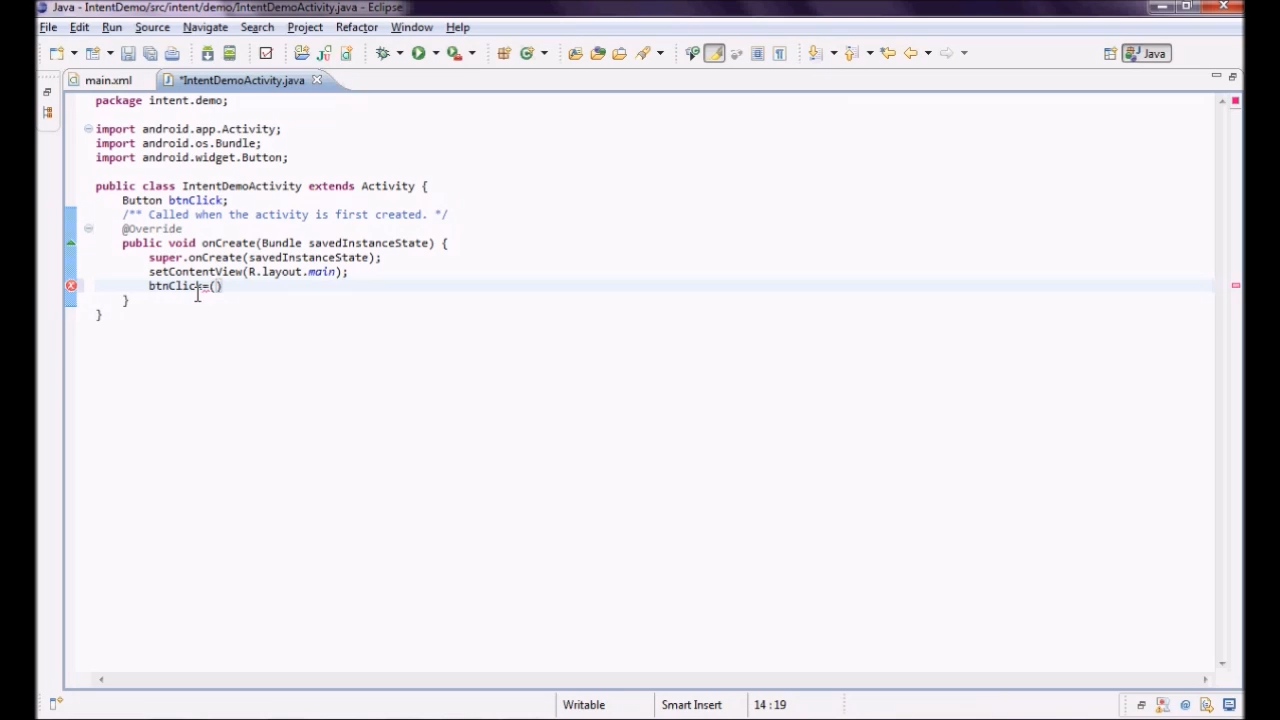 Java - IntentDemo/src/intent/demo/IntentDemoActivity.java - Eclipse
File Edit Run Source Navigate Search Project Refactor Window Help
Java
main.xml *IntentDemoActivity.java
package intent.demo;
import android.app.Activity;
import android.os.Bundle;
import android.widget.Button;
public class IntentDemoActivity extends Activity {
Button btnClick;
/** Called when the activity is first created. */
@Override
public void onCreate(Bundle savedInstanceState) {
super.onCreate(savedInstanceState);
setContentView(R.layout.main);
btnClick=()
}
}
Writable Smart Insert 14 : 19